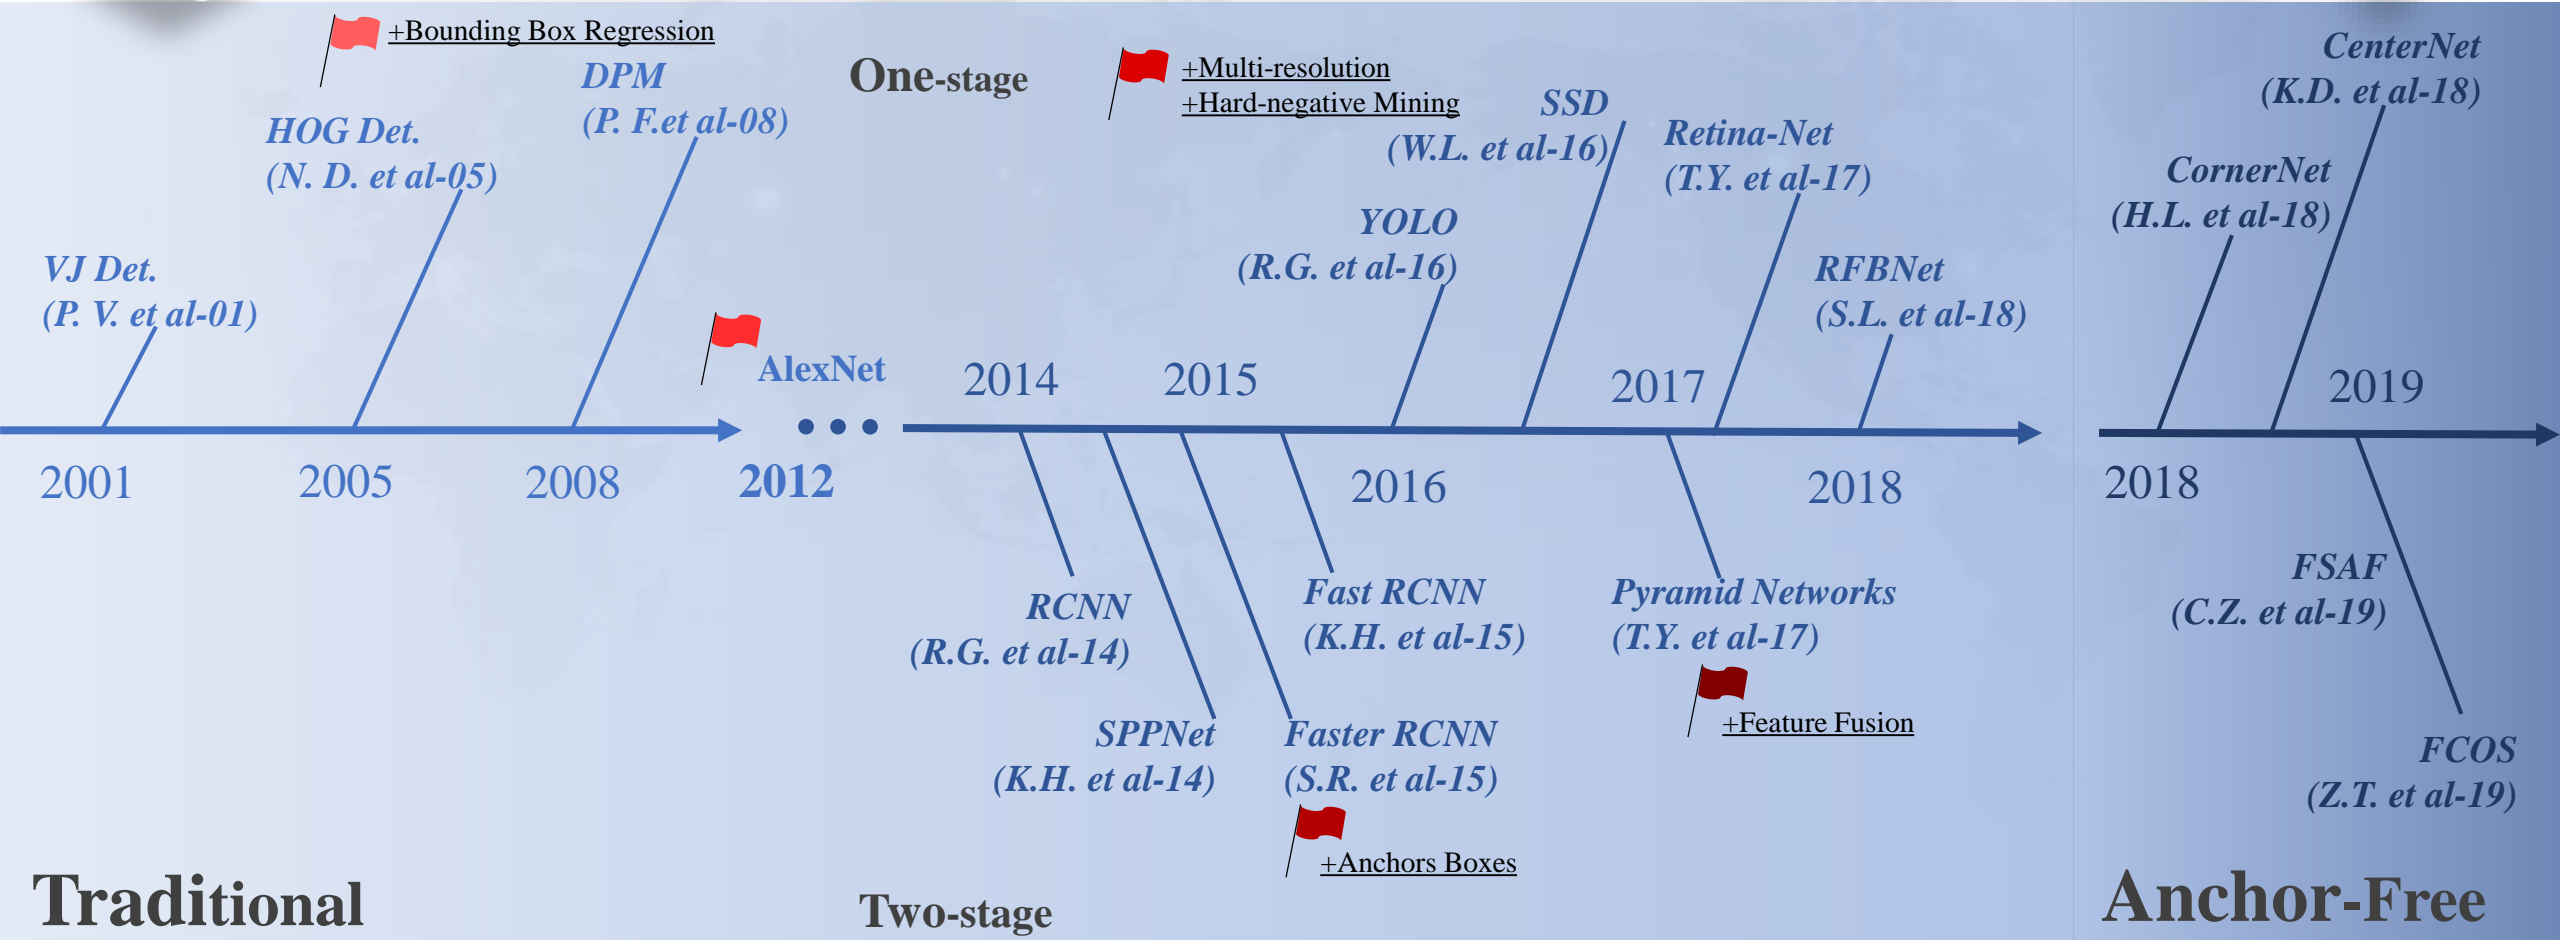 +Bounding Box Regression
DPM
(P. F.et al-08)
HOG Det.
(N. D. et al-05)
VJ Det.
(P. V. et al-01)
AlexNet
2001
2005
2008
2012
Traditional
One-stage
+Multi-resolution
+Hard-negative Mining
SSD
(W.L. et al-16)
Retina-Net
(T.Y. et al-17)
YOLO
(R.G. et al-16)
RFBNet
(S.L. et al-18)
2014
2015
2017
2016
2018
RCNN
(R.G. et al-14)
Fast RCNN
(K.H. et al-15)
Pyramid Networks
(T.Y. et al-17)
+Feature Fusion
SPPNet
(K.H. et al-14)
Faster RCNN
(S.R. et al-15)
+Anchors Boxes
Two-stage
CenterNet
(K.D. et al-18)
CornerNet
(H.L. et al-18)
2019
2018
FSAF
(C.Z. et al-19)
FCOS
(Z.T. et al-19)
Anchor-Free